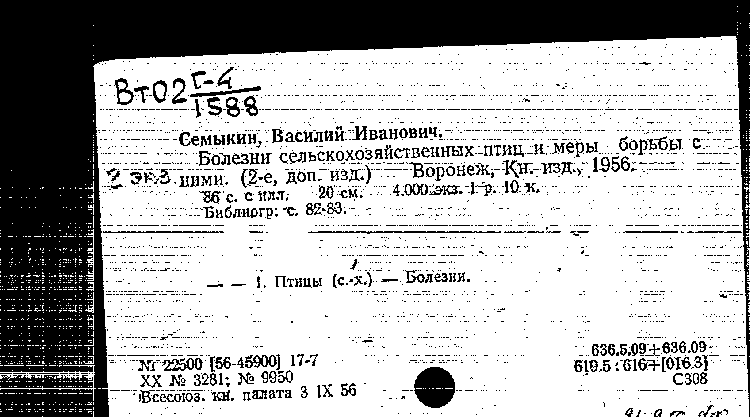 ВТ02 Г-4
1588
Семыкин, Василий Иванович.
Болезни сельскохозяйственных птиц и меры борьбы с
2 экз. ними. (2-е, доп. изд.) Воронеж, Кн. изд., 1956.
86 с. с илл. 20 см. 4.000 экз. 1 р. 10 к.
Библиогр: с. 82-83.
— — 1. Птицы (с.-х.) — Болезни.
636.5.09+636.09
№1 22500 [56-45900] 17-7 619.5:616+[016.3]
XX № 3281; № 9950 С308
Всесоюз. кн. палата 3 IX 56